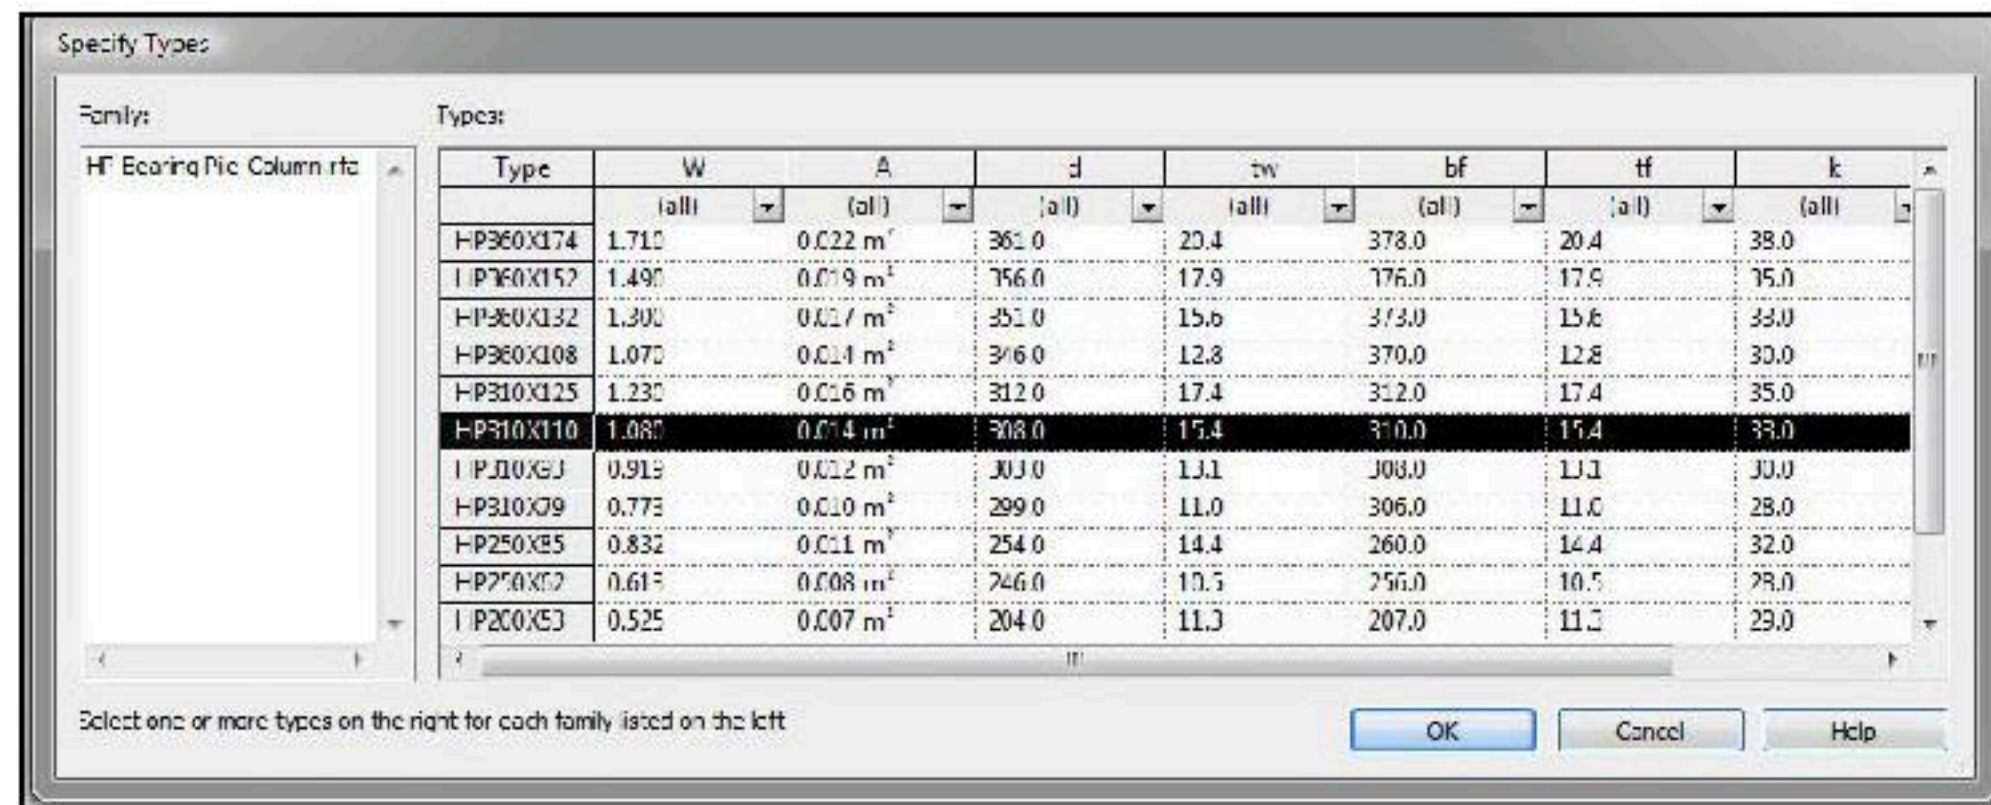 Specify Types
Family:
Types:
HP Bearing Pile Column.rfa
Type W A d tw bf tf k
(all) (all) (all) (all) (all) (all) (all)
HP360X174 1.710 0.022 m² 361.0 20.4 378.0 20.4 38.0
HP360X152 1.490 0.019 m² 356.0 17.9 376.0 17.9 35.0
HP360X132 1.300 0.017 m² 351.0 15.6 373.0 15.6 33.0
HP360X108 1.070 0.014 m² 346.0 12.8 370.0 12.8 30.0
HP310X125 1.230 0.016 m² 312.0 17.4 312.0 17.4 35.0
HP310X110 1.080 0.014 m² 308.0 15.4 310.0 15.4 33.0
HP310X93 0.919 0.012 m² 303.0 13.1 308.0 13.1 30.0
HP310X79 0.773 0.010 m² 299.0 11.0 306.0 11.0 28.0
HP250X85 0.832 0.011 m² 254.0 14.4 260.0 14.4 32.0
HP250X62 0.613 0.008 m² 246.0 10.5 256.0 10.5 28.0
HP200X53 0.525 0.007 m² 204.0 11.3 207.0 11.3 29.0
Select one or more types on the right for each family listed on the left
OK Cancel Help